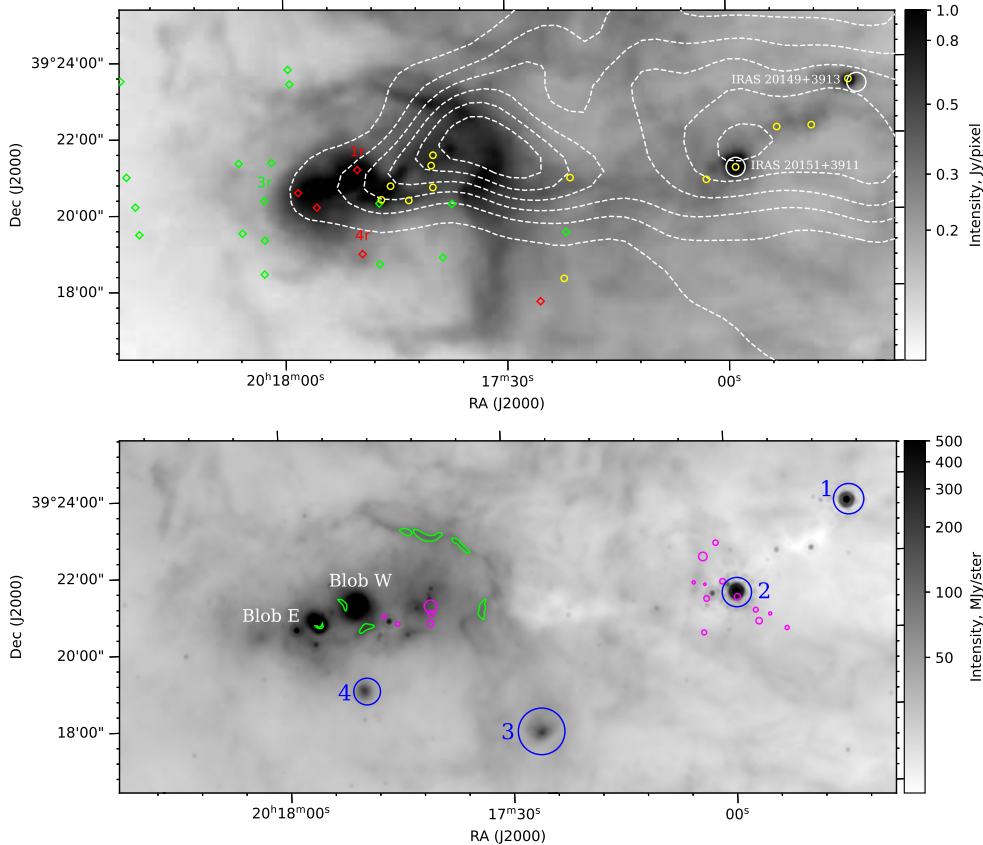 1.0
39°24'00"
0.8
IRAS 20149+3913
0.5
22'00"
1r
IRAS 20151+3911
0.3
3r
Dec (J2000)
Intensity, Jy/pixel
20'00"
4r
0.2
18'00"
20ʰ18ᵐ00ˢ
17ᵐ30ˢ
00ˢ
RA (J2000)
500
400
39°24'00"
1
300
200
22'00"
Blob W
2
100
Blob E
Dec (J2000)
Intensity, MJy/ster
20'00"
50
4
18'00"
3
20ʰ18ᵐ00ˢ
17ᵐ30ˢ
00ˢ
RA (J2000)